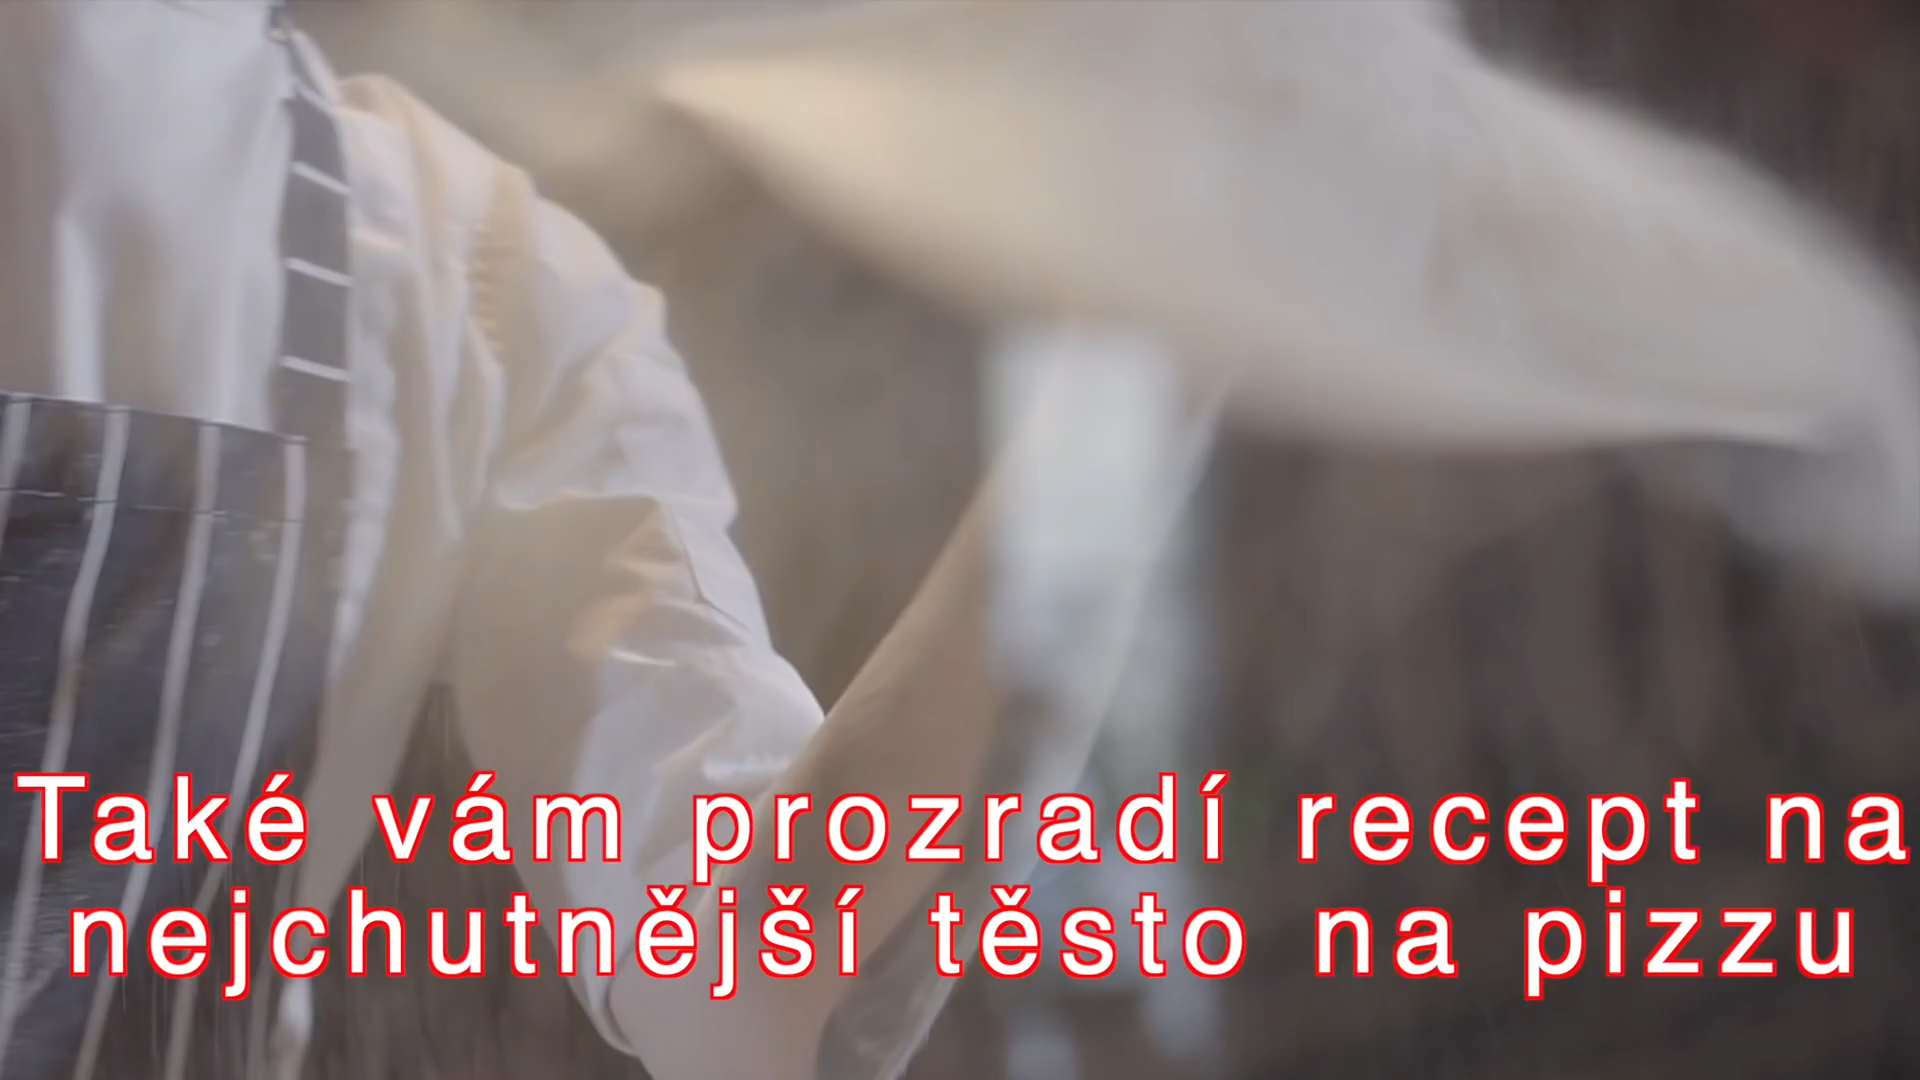 Také vám prozradí recept na
nejchutnější těsto na pizzu